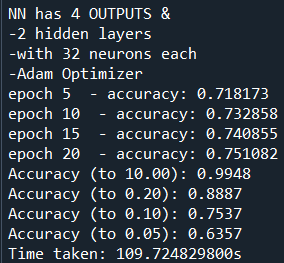 NN has 4 OUTPUTS &
-2 hidden layers
-with 32 neurons each
-Adam Optimizer
epoch 5  - accuracy: 0.718173
epoch 10  - accuracy: 0.732858
epoch 15  - accuracy: 0.740855
epoch 20  - accuracy: 0.751082
Accuracy (to 10.00): 0.9948
Accuracy (to 0.20): 0.8887
Accuracy (to 0.10): 0.7537
Accuracy (to 0.05): 0.6357
Time taken: 109.724829800s